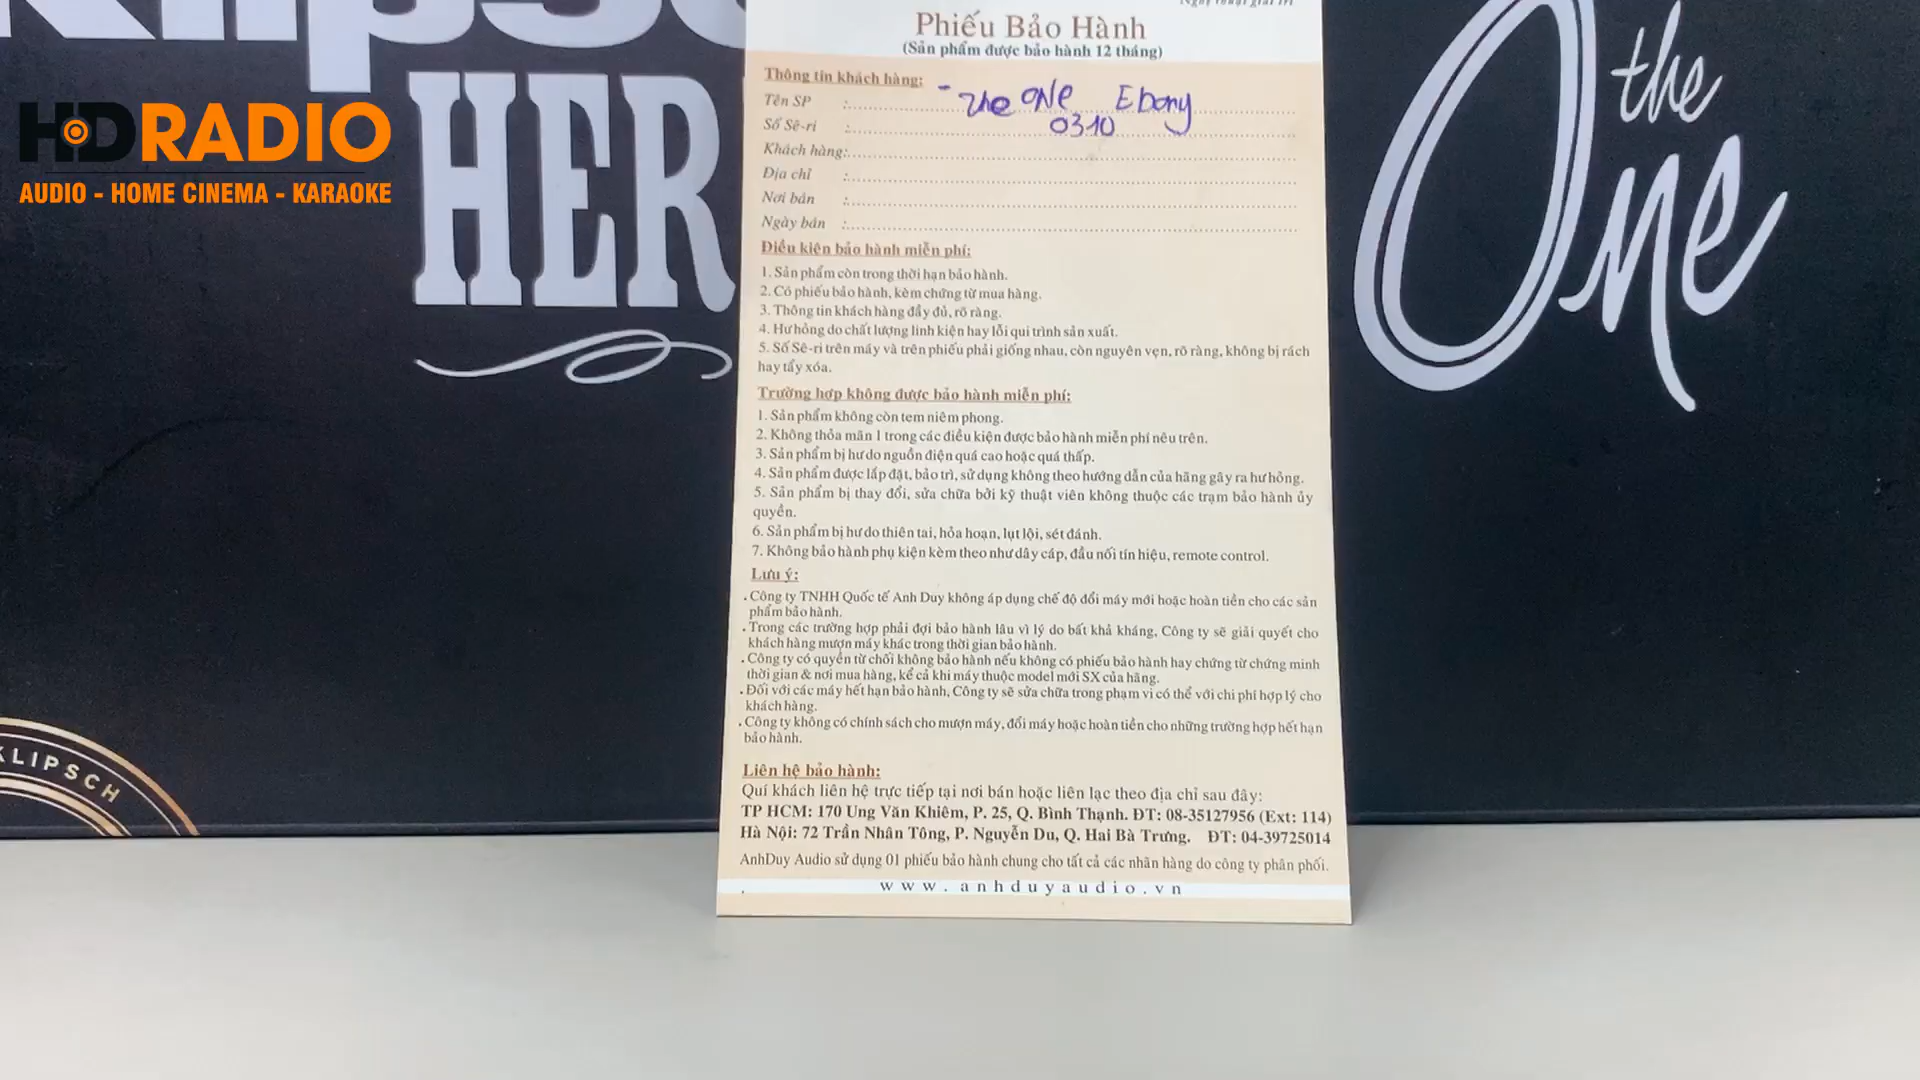 Klipsch
HER
the
One
HDRADIO
AUDIO - HOME CINEMA - KARAOKE
KLIPSCH
Nghệ thuật giải trí
Phiếu Bảo Hành
(Sản phẩm được bảo hành 12 tháng)
Thông tin khách hàng:
Tên SP : - The ONE Ebony
Số Sê-ri : 0310
Khách hàng:
Địa chỉ :
Nơi bán :
Ngày bán :
Điều kiện bảo hành miễn phí:
1. Sản phẩm còn trong thời hạn bảo hành.
2. Có phiếu bảo hành, kèm chứng từ mua hàng.
3. Thông tin khách hàng đầy đủ, rõ ràng.
4. Hư hỏng do chất lượng linh kiện hay lỗi qui trình sản xuất.
5. Số Sê-ri trên máy và trên phiếu phải giống nhau, còn nguyên vẹn, rõ ràng, không bị rách
hay tẩy xóa.
Trường hợp không được bảo hành miễn phí:
1. Sản phẩm không còn tem niêm phong.
2. Không thỏa mãn 1 trong các điều kiện được bảo hành miễn phí nêu trên.
3. Sản phẩm bị hư do nguồn điện quá cao hoặc quá thấp.
4. Sản phẩm được lắp đặt, bảo trì, sử dụng không theo hướng dẫn của hãng gây ra hư hỏng.
5. Sản phẩm bị thay đổi, sửa chữa bởi kỹ thuật viên không thuộc các trạm bảo hành ủy
quyền.
6. Sản phẩm bị hư do thiên tai, hỏa hoạn, lụt lội, sét đánh.
7. Không bảo hành phụ kiện kèm theo như dây cáp, đầu nối tín hiệu, remote control.
Lưu ý:
. Công ty TNHH Quốc tế Anh Duy không áp dụng chế độ đổi máy mới hoặc hoàn tiền cho các sản
phẩm bảo hành.
. Trong các trường hợp phải đợi bảo hành lâu vì lý do bất khả kháng, Công ty sẽ giải quyết cho
khách hàng mượn máy khác trong thời gian bảo hành.
. Công ty có quyền từ chối không bảo hành nếu không có phiếu bảo hành hay chứng từ chứng minh
thời gian & nơi mua hàng, kể cả khi máy thuộc model mới SX của hãng.
. Đối với các máy hết hạn bảo hành, Công ty sẽ sửa chữa trong phạm vi có thể với chi phí hợp lý cho
khách hàng.
. Công ty không có chính sách cho mượn máy, đổi máy hoặc hoàn tiền cho những trường hợp hết hạn
bảo hành.
Liên hệ bảo hành:
Quí khách liên hệ trực tiếp tại nơi bán hoặc liên lạc theo địa chỉ sau đây:
TP HCM: 170 Ung Văn Khiêm, P. 25, Q. Bình Thạnh. ĐT: 08-35127956 (Ext: 114)
Hà Nội: 72 Trần Nhân Tông, P. Nguyễn Du, Q. Hai Bà Trưng. ĐT: 04-39725014
AnhDuy Audio sử dụng 01 phiếu bảo hành chung cho tất cả các nhãn hàng do công ty phân phối.
www.anhduyaudio.vn